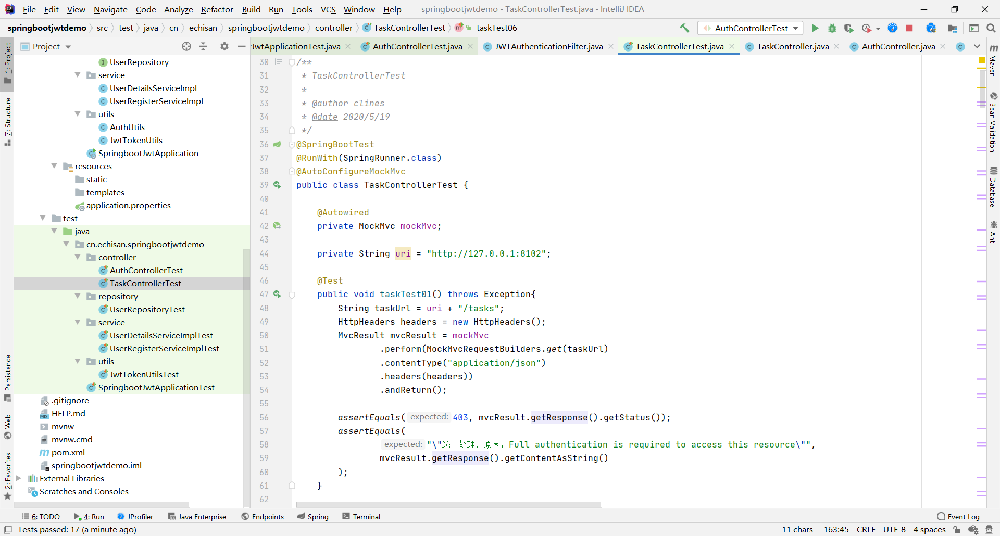 File Edit View Navigate Code Analyze Refactor Build Run Tools VCS Window Help springbootjwtdemo - TaskControllerTest.java - IntelliJ IDEA
springbootjwtdemo src test java cn echisan springbootjwtdemo controller TaskControllerTest taskTest06 AuthControllerTest
Project
JwtApplicationTest.java AuthControllerTest.java JWTAuthenticationFilter.java TaskControllerTest.java TaskController.java AuthController.java
1: Project
7: Structure
Persistence
Web
2: Favorites
UserRepository
service
UserDetailsServiceImpl
UserRegisterServiceImpl
utils
AuthUtils
JwtTokenUtils
SpringbootJwtApplication
resources
static
templates
application.properties
test
java
cn.echisan.springbootjwtdemo
controller
AuthControllerTest
TaskControllerTest
repository
UserRepositoryTest
service
UserDetailsServiceImplTest
UserRegisterServiceImplTest
utils
JwtTokenUtilsTest
SpringbootJwtApplicationTest
.gitignore
HELP.md
mvnw
mvnw.cmd
pom.xml
springbootjwtdemo.iml
External Libraries
Scratches and Consoles
30 /**
31 * TaskControllerTest
32 *
33 * @author clines
34 * @date 2020/5/19
35 */
36 @SpringBootTest
37 @RunWith(SpringRunner.class)
38 @AutoConfigureMockMvc
39 public class TaskControllerTest {
40
41 @Autowired
42 private MockMvc mockMvc;
43
44 private String uri = "http://127.0.0.1:8102";
45
46 @Test
47 public void taskTest01() throws Exception{
48 String taskUrl = uri + "/tasks";
49 HttpHeaders headers = new HttpHeaders();
50 MvcResult mvcResult = mockMvc
51 .perform(MockMvcRequestBuilders.get(taskUrl)
52 .contentType("application/json")
53 .headers(headers))
54 .andReturn();
55
56 assertEquals( expected: 403, mvcResult.getResponse().getStatus());
57 assertEquals(
58 expected: "\"统一处理，原因：Full authentication is required to access this resource\"",
59 mvcResult.getResponse().getContentAsString()
60 );
61 }
62
m Maven
Bean Validation
Database
Ant
6: TODO 4: Run JProfiler Java Enterprise Endpoints Spring Terminal Event Log
Tests passed: 17 (a minute ago) 11 chars 163:45 CRLF UTF-8 4 spaces